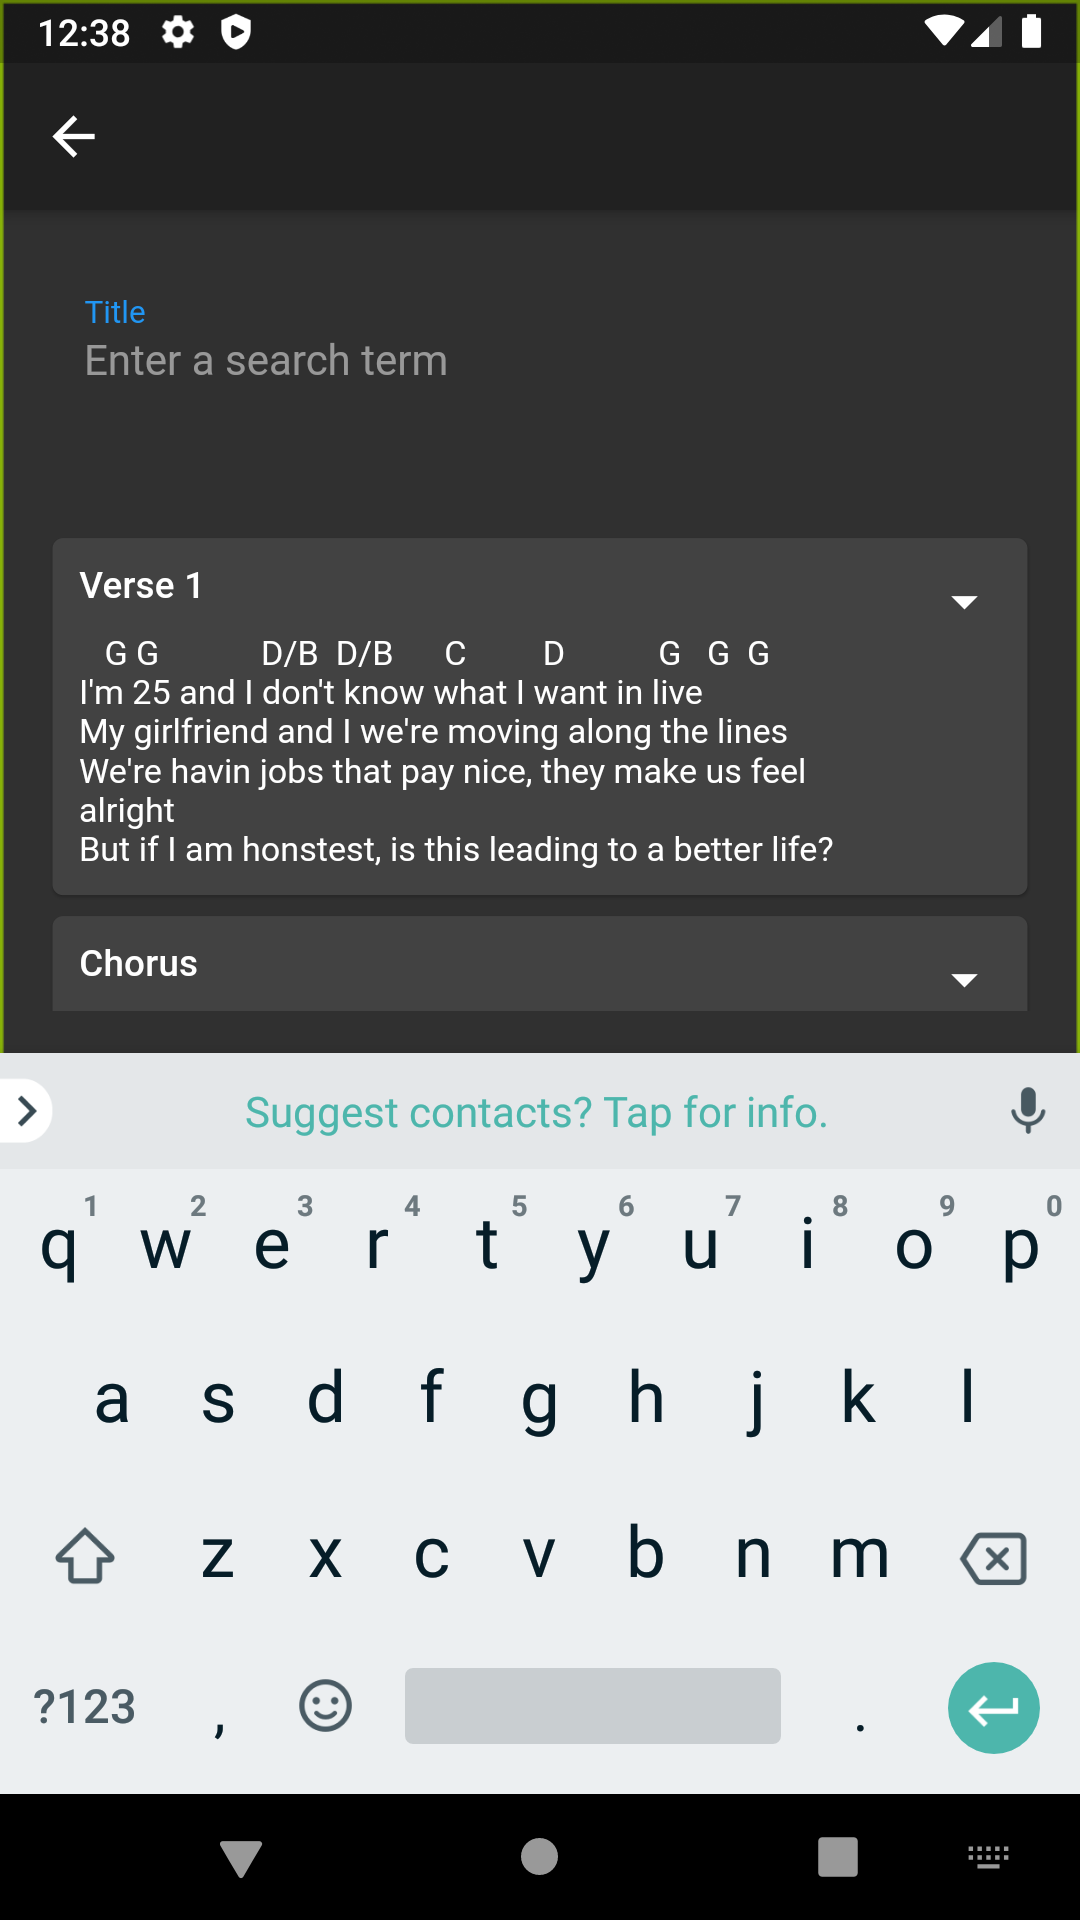 12:38
Title
Enter a search term
Verse 1
G G D/B D/B C D G G G
I'm 25 and I don't know what I want in live
My girlfriend and I we're moving along the lines
We're havin jobs that pay nice, they make us feel
alright
But if I am honstest, is this leading to a better life?
Chorus
Suggest contacts? Tap for info.
1 2 3 4 5 6 7 8 9 0
q w e r t y u i o p
a s d f g h j k l
z x c v b n m
?123 , .